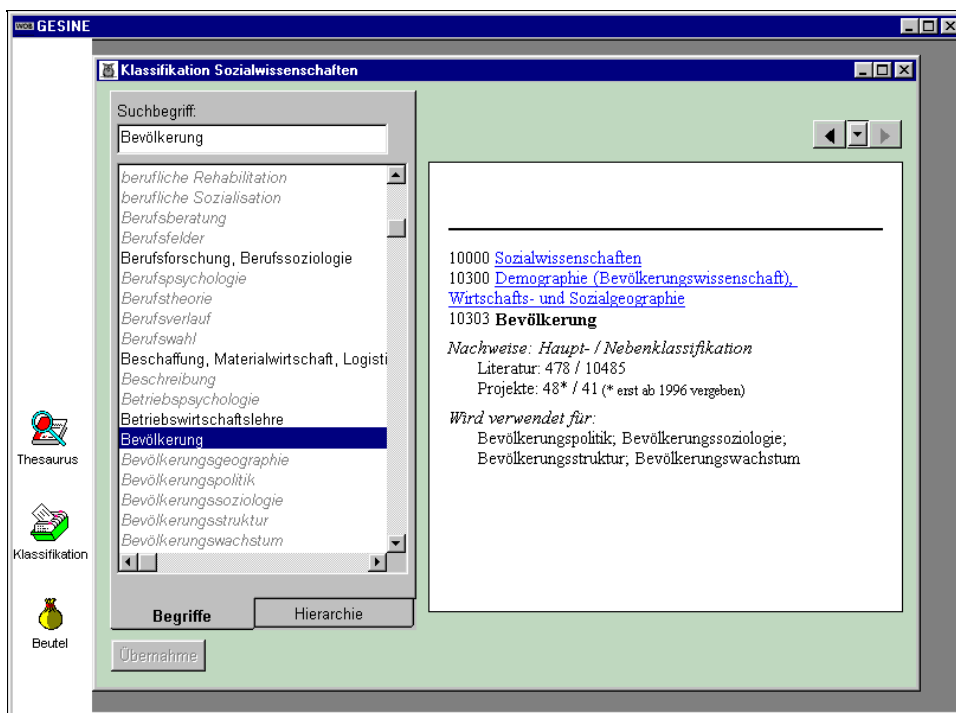 WOB GESINE
Klassifikation Sozialwissenschaften
Suchbegriff:
Bevölkerung
berufliche Rehabilitation
berufliche Sozialisation
Berufsberatung
Berufsfelder
Berufsforschung, Berufssoziologie
Berufspsychologie
Berufstheorie
Berufsverlauf
Berufswahl
Beschaffung, Materialwirtschaft, Logisti
Beschreibung
Betriebspsychologie
Betriebswirtschaftslehre
Bevölkerung
Bevölkerungsgeographie
Bevölkerungspolitik
Bevölkerungssoziologie
Bevölkerungsstruktur
Bevölkerungswachstum
Begriffe
Hierarchie
Übernahme
10000 Sozialwissenschaften
10300 Demographie (Bevölkerungswissenschaft),
Wirtschafts- und Sozialgeographie
10303 Bevölkerung
Nachweise: Haupt- / Nebenklassifikation
Literatur: 478 / 10485
Projekte: 48* / 41 (* erst ab 1996 vergeben)
Wird verwendet für:
Bevölkerungspolitik; Bevölkerungssoziologie;
Bevölkerungsstruktur; Bevölkerungswachstum
Thesaurus
Klassifikation
Beutel